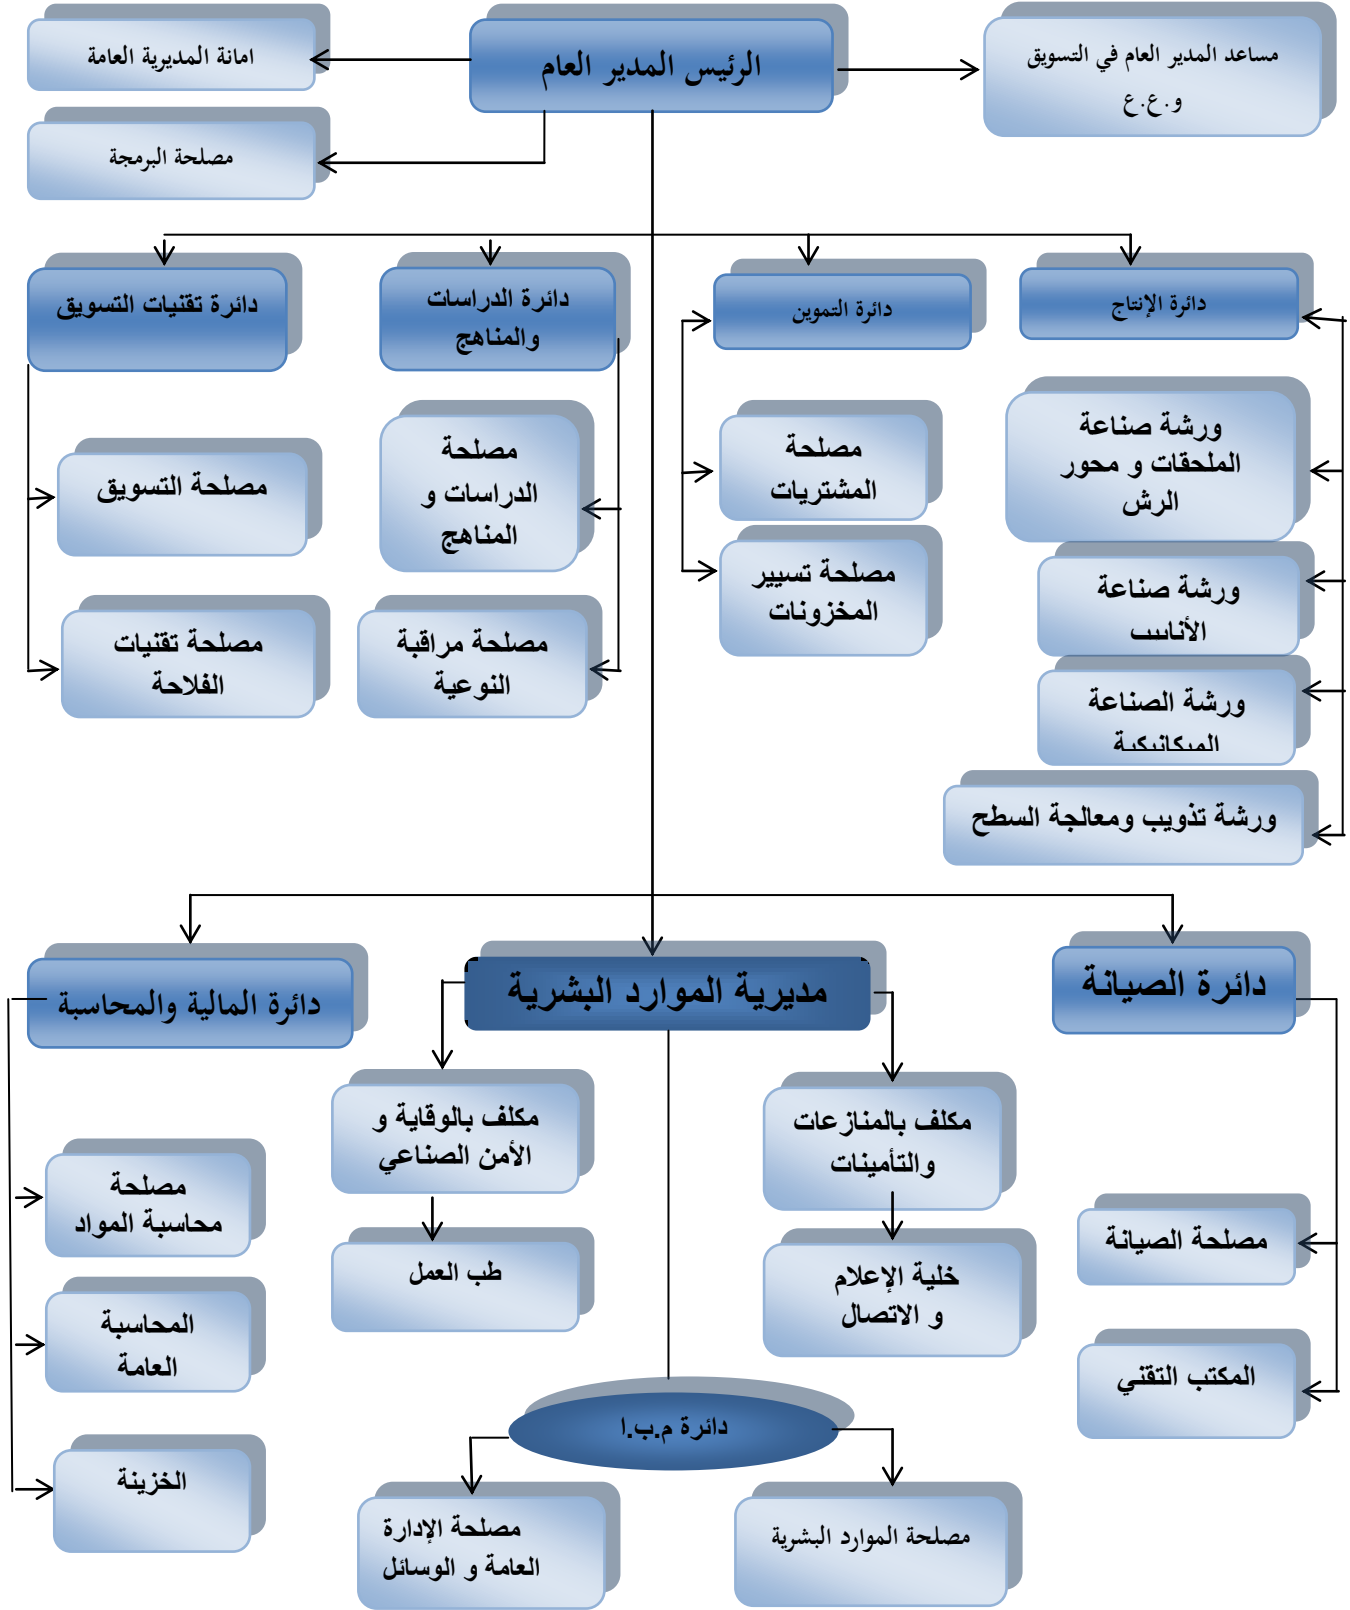 امانة المديرية العامة
الرئيس المدير العام
مساعد المدير العام في التسويق
و.ع.ع
مصلحة البرمجة
دائرة الإنتاج
دائرة التموين
دائرة الدراسات
والمناهج
دائرة تقنيات التسويق
ورشة صناعة
الملحقات و محور
الرش
ورشة صناعة
الأنابيب
ورشة الصناعة
الميكانيكية
ورشة تذويب ومعالجة السطح
مصلحة
المشتريات
مصلحة تسيير
المخزونات
مصلحة
الدراسات و
المناهج
مصلحة مراقبة
النوعية
مصلحة التسويق
مصلحة تقنيات
الفلاحة
دائرة الصيانة
مديرية الموارد البشرية
دائرة المالية والمحاسبة
مصلحة الصيانة
المكتب التقني
مكلف بالمنازعات
والتأمينات
خلية الإعلام
و الاتصال
مكلف بالوقاية و
الأمن الصناعي
طب العمل
مصلحة
محاسبة المواد
المحاسبة
العامة
الخزينة
دائرة م.ب.ا
مصلحة الموارد البشرية
مصلحة الإدارة
العامة و الوسائل